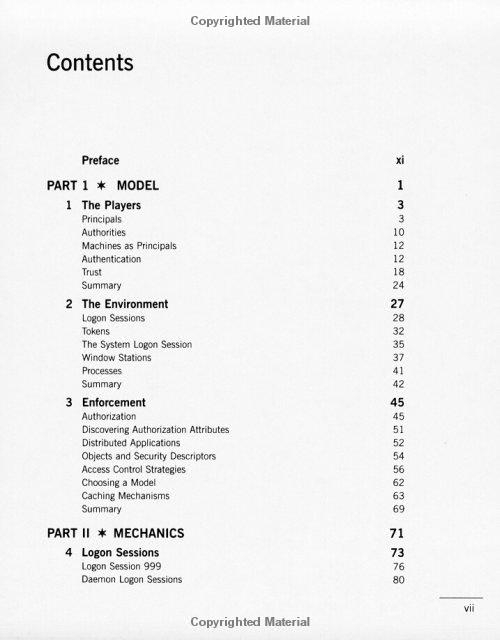 Copyrighted Material
Contents
Preface xi
PART 1 ✶ MODEL 1
1 The Players 3
Principals 3
Authorities 10
Machines as Principals 12
Authentication 12
Trust 18
Summary 24
2 The Environment 27
Logon Sessions 28
Tokens 32
The System Logon Session 35
Window Stations 37
Processes 41
Summary 42
3 Enforcement 45
Authorization 45
Discovering Authorization Attributes 51
Distributed Applications 52
Objects and Security Descriptors 54
Access Control Strategies 56
Choosing a Model 62
Caching Mechanisms 63
Summary 69
PART II ✶ MECHANICS 71
4 Logon Sessions 73
Logon Session 999 76
Daemon Logon Sessions 80
vii
Copyrighted Material